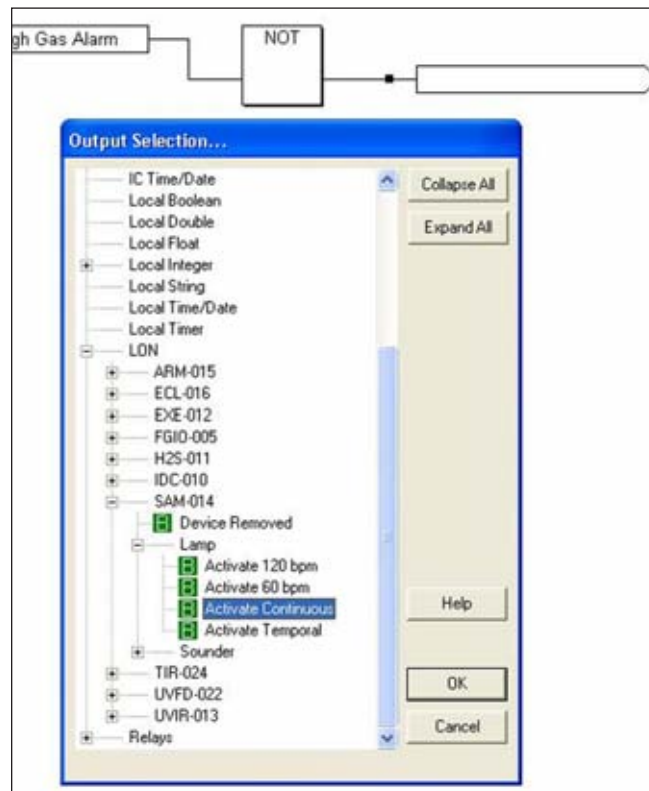 gh Gas Alarm
NOT
Output Selection...
IC Time/Date
Local Boolean
Local Double
Local Float
Local Integer
Local String
Local Time/Date
Local Timer
LON
ARM-015
ECL-016
EXE-012
FGIO-005
H2S-011
IDC-010
SAM-014
Device Removed
Lamp
Activate 120 bpm
Activate 60 bpm
Activate Continuous
Activate Temporal
Sounder
TIR-024
UVFD-022
UVIR-013
Relays
Collapse All
Expand All
Help
OK
Cancel